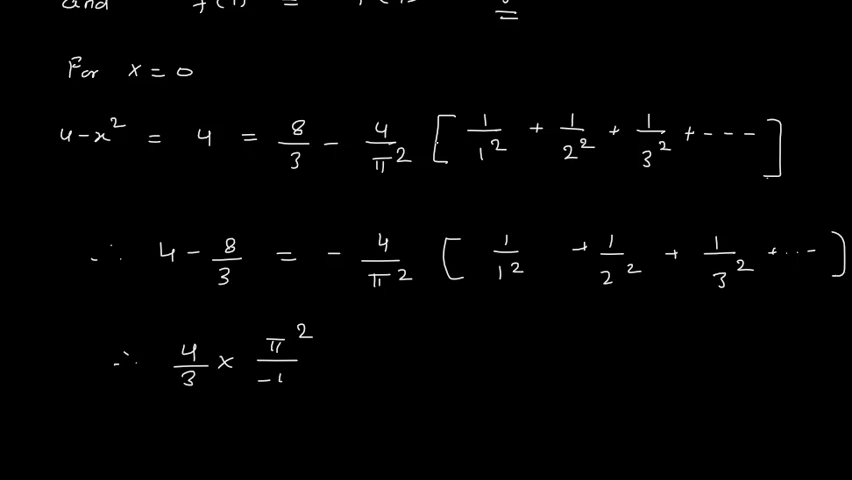 and
For x = 0
4 - x² = 4 = 8/3 - 4/π² [ 1/1² + 1/2² + 1/3² + - - - ]
∴ 4 - 8/3 = - 4/π² [ 1/1² + 1/2² + 1/3² + ... - ]
∴ 4/3 × π²/-1